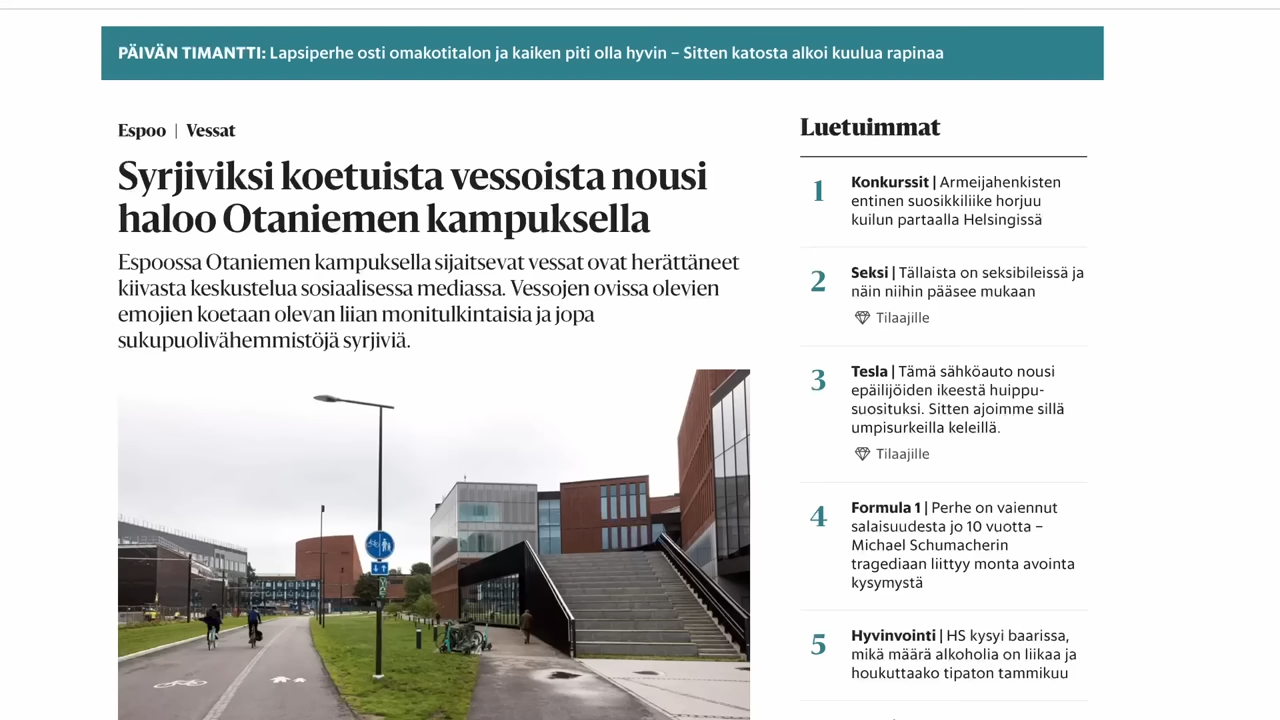 PÄIVÄN TIMANTTI: Lapsiperhe osti omakotitalon ja kaiken piti olla hyvin – Sitten katosta alkoi kuulua rapinaa
Espoo | Vessat
Syrjiviksi koetuista vessoista nousi
haloo Otaniemen kampuksella
Espoossa Otaniemen kampuksella sijaitsevat vessat ovat herättäneet
kiivasta keskustelua sosiaalisessa mediassa. Vessojen ovissa olevien
emojien koetaan olevan liian monitulkintaisia ja jopa
sukupuolivähemmistöjä syrjiviä.
Luetuimmat
1
Konkurssit | Armeijahenkisten
entinen suosikkiliike horjuu
kuilun partaalla Helsingissä
2
Seksi | Tällaista on seksibileissä ja
näin niihin pääsee mukaan
Tilaajille
3
Tesla | Tämä sähköauto nousi
epäilijöiden ikeestä huippu-
suosituksi. Sitten ajoimme sillä
umpisurkeilla keleillä.
Tilaajille
4
Formula 1 | Perhe on vaiennut
salaisuudesta jo 10 vuotta –
Michael Schumacherin
tragediaan liittyy monta avointa
kysymystä
5
Hyvinvointi | HS kysyi baarissa,
mikä määrä alkoholia on liikaa ja
houkuttaako tipaton tammikuu